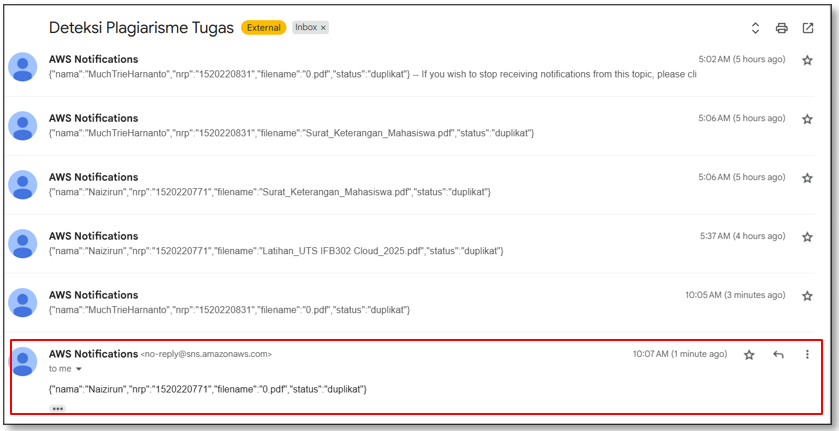 Deteksi Plagiarisme Tugas External Inbox ×
AWS Notifications 5:02 AM (5 hours ago)
{"nama":"MuchTrieHarnanto","nrp":"1520220831","filename":"0.pdf","status":"duplikat"} -- If you wish to stop receiving notifications from this topic, please cli
AWS Notifications 5:06 AM (5 hours ago)
{"nama":"MuchTrieHarnanto","nrp":"1520220831","filename":"Surat_Keterangan_Mahasiswa.pdf","status":"duplikat"}
AWS Notifications 5:06 AM (5 hours ago)
{"nama":"Naizirun","nrp":"1520220771","filename":"Surat_Keterangan_Mahasiswa.pdf","status":"duplikat"}
AWS Notifications 5:37 AM (4 hours ago)
{"nama":"Naizirun","nrp":"1520220771","filename":"Latihan_UTS IFB302 Cloud_2025.pdf","status":"duplikat"}
AWS Notifications 10:05 AM (3 minutes ago)
{"nama":"MuchTrieHarnanto","nrp":"1520220831","filename":"0.pdf","status":"duplikat"}
AWS Notifications <no-reply@sns.amazonaws.com> 10:07 AM (1 minute ago)
to me
{"nama":"Naizirun","nrp":"1520220771","filename":"0.pdf","status":"duplikat"}